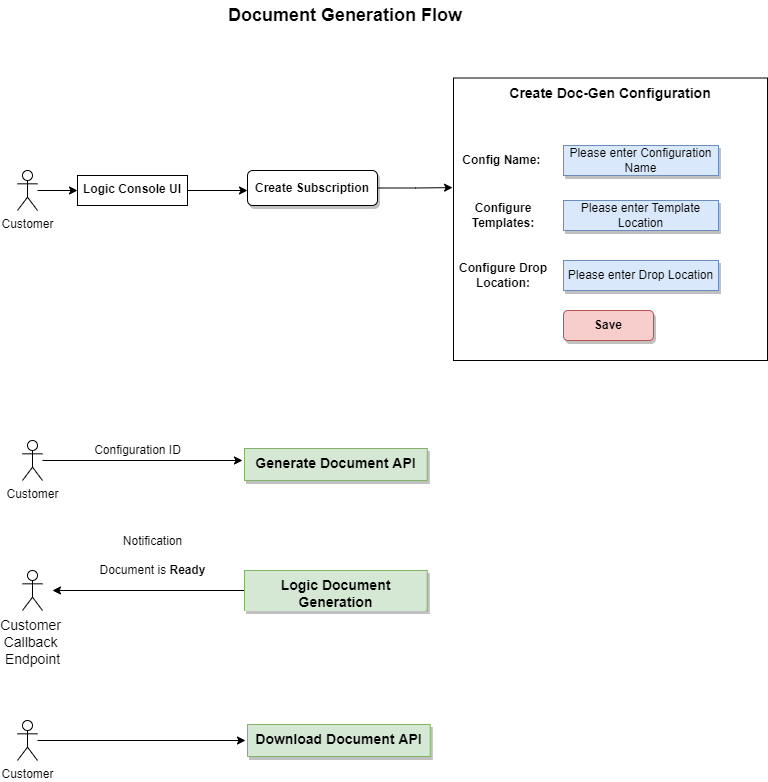 Document Generation Flow
Create Doc-Gen Configuration
Config Name:
Please enter Configuration
Name
Customer
Logic Console UI
Create Subscription
Configure
Templates:
Please enter Template
Location
Configure Drop
Location:
Please enter Drop Location
Save
Customer
Configuration ID
Generate Document API
Notification
Document is Ready
Logic Document
Generation
Customer
Callback
Endpoint
Customer
Download Document API